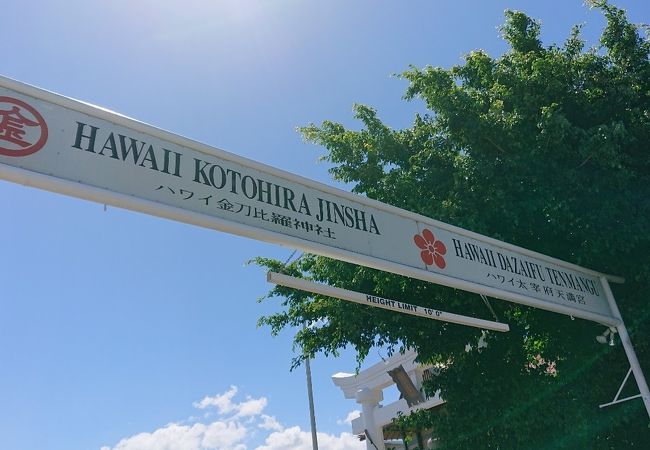 金
HAWAII KOTOHIRA JINSHA
ハワイ金刀比羅神社
HAWAII DAZAIFU TENMANGU
ハワイ太宰府天満宮
HEIGHT LIMIT 10' 0"